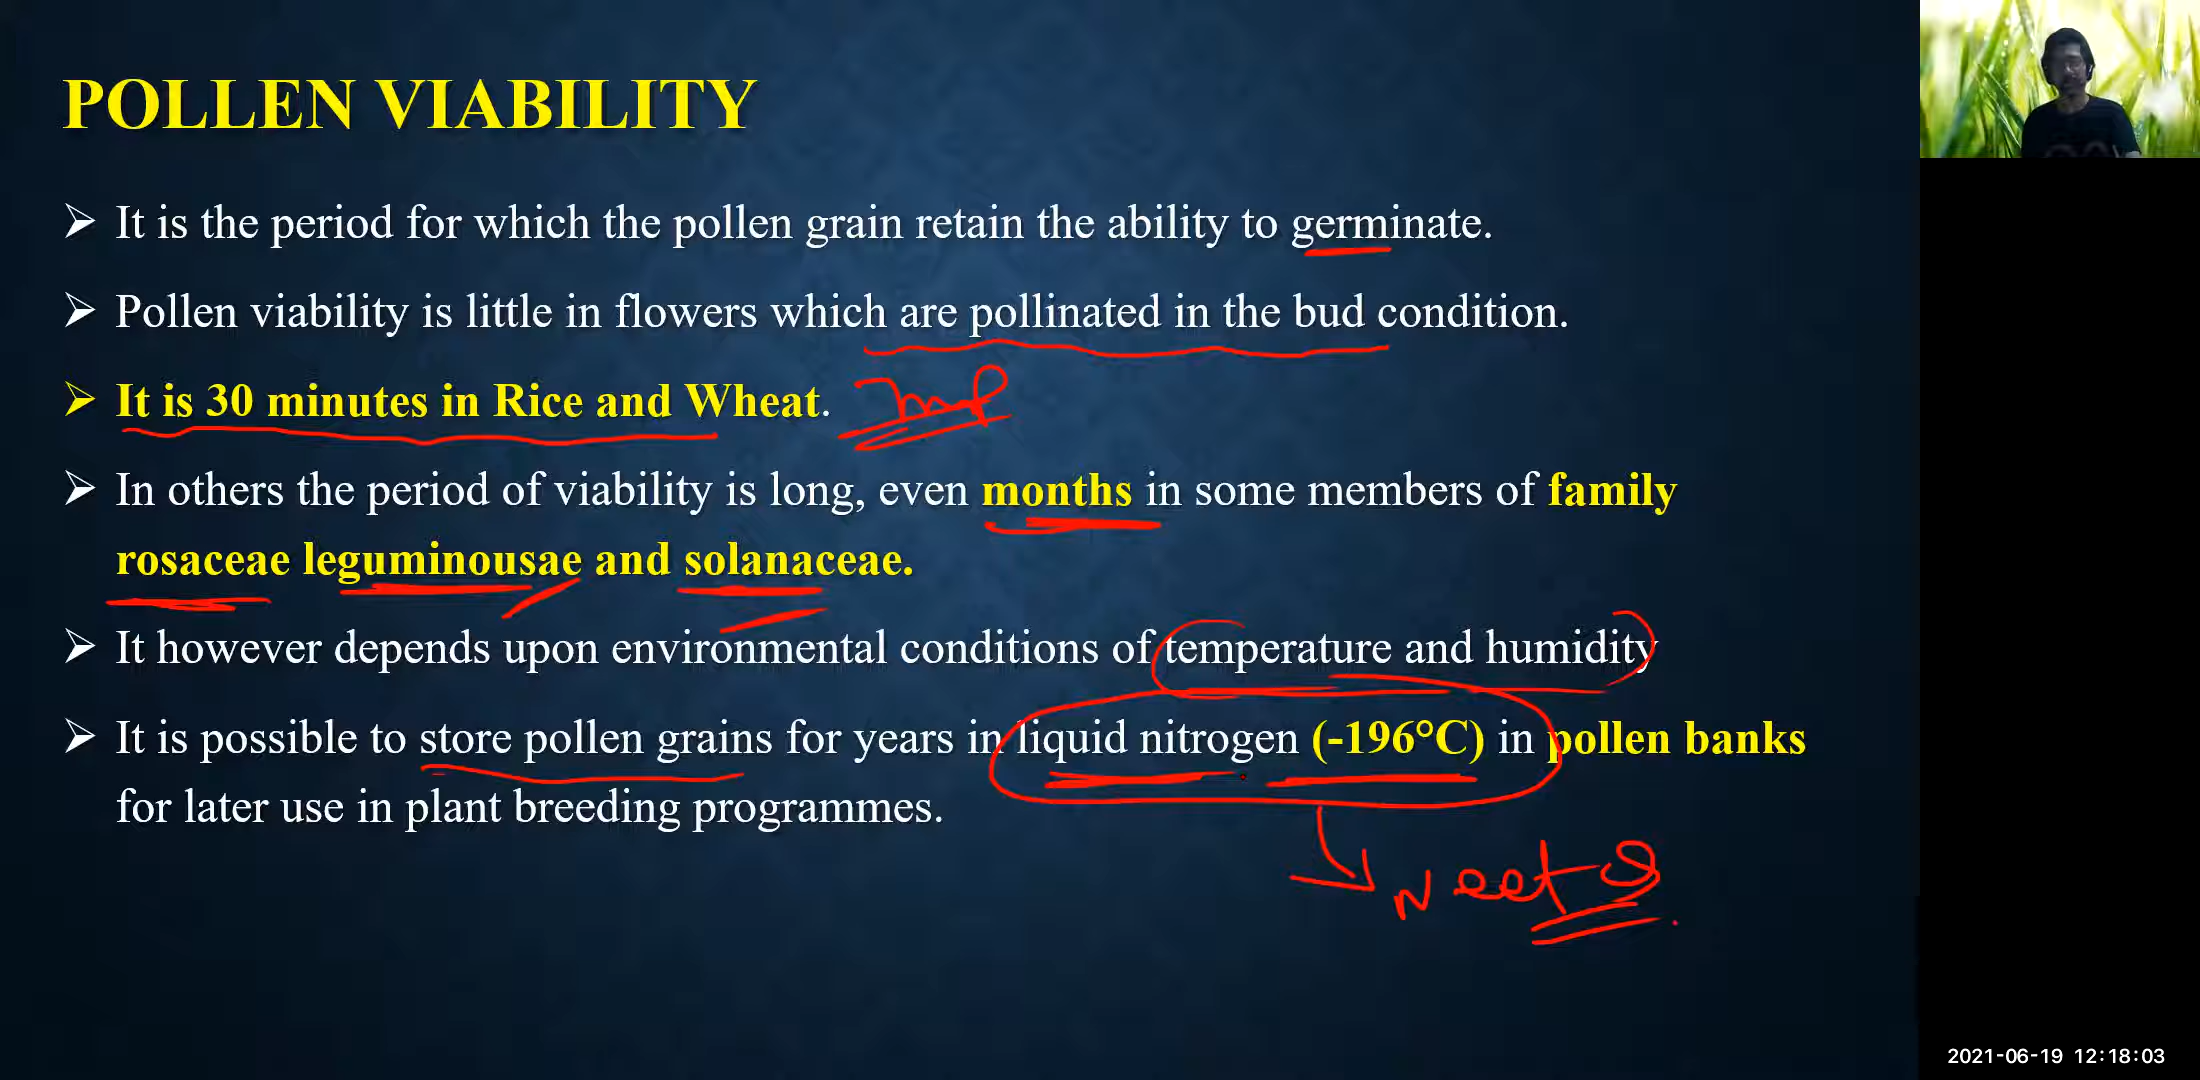 POLLEN VIABILITY
➢ It is the period for which the pollen grain retain the ability to germinate.
➢ Pollen viability is little in flowers which are pollinated in the bud condition.
➢ It is 30 minutes in Rice and Wheat. Imp
➢ In others the period of viability is long, even months in some members of family
rosaceae leguminousae and solanaceae.
➢ It however depends upon environmental conditions of temperature and humidity
➢ It is possible to store pollen grains for years in liquid nitrogen (-196°C) in pollen banks
for later use in plant breeding programmes.
Neet
2021-06-19 12:18:03